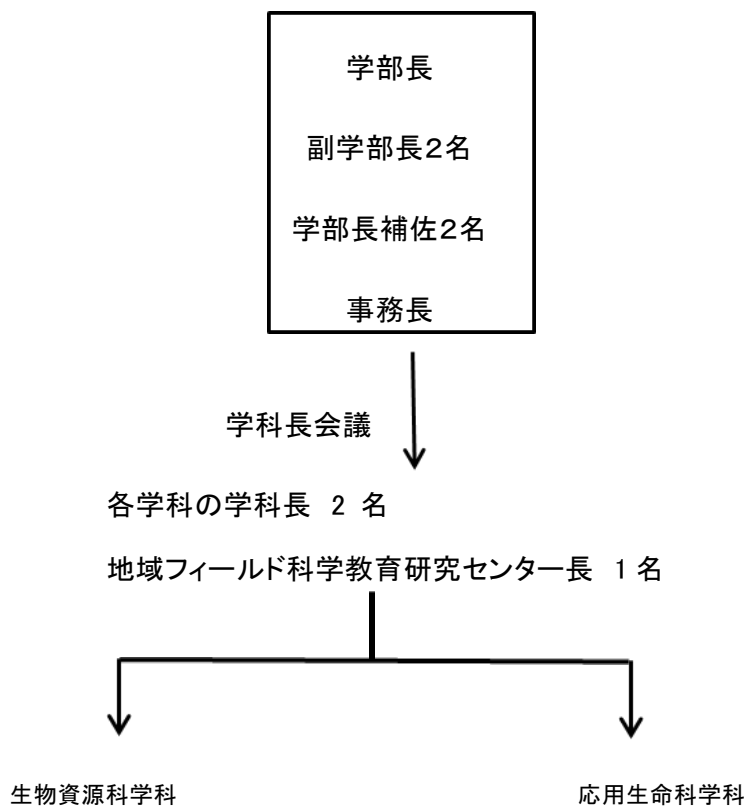 学部長
副学部長２名
学部長補佐２名
事務長
学科長会議
各学科の学科長 ２ 名
地域フィールド科学教育研究センター長 １名
生物資源科学科
応用生命科学科